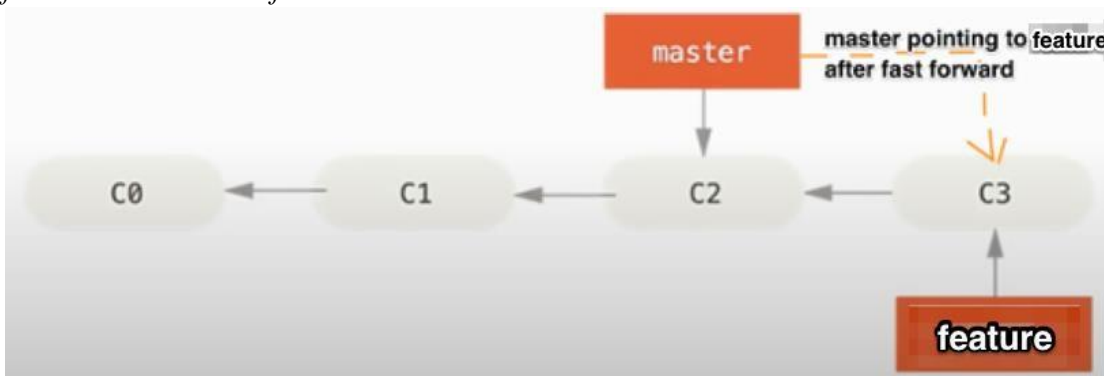 master
master pointing to feature
after fast forward
C0
C1
C2
C3
feature